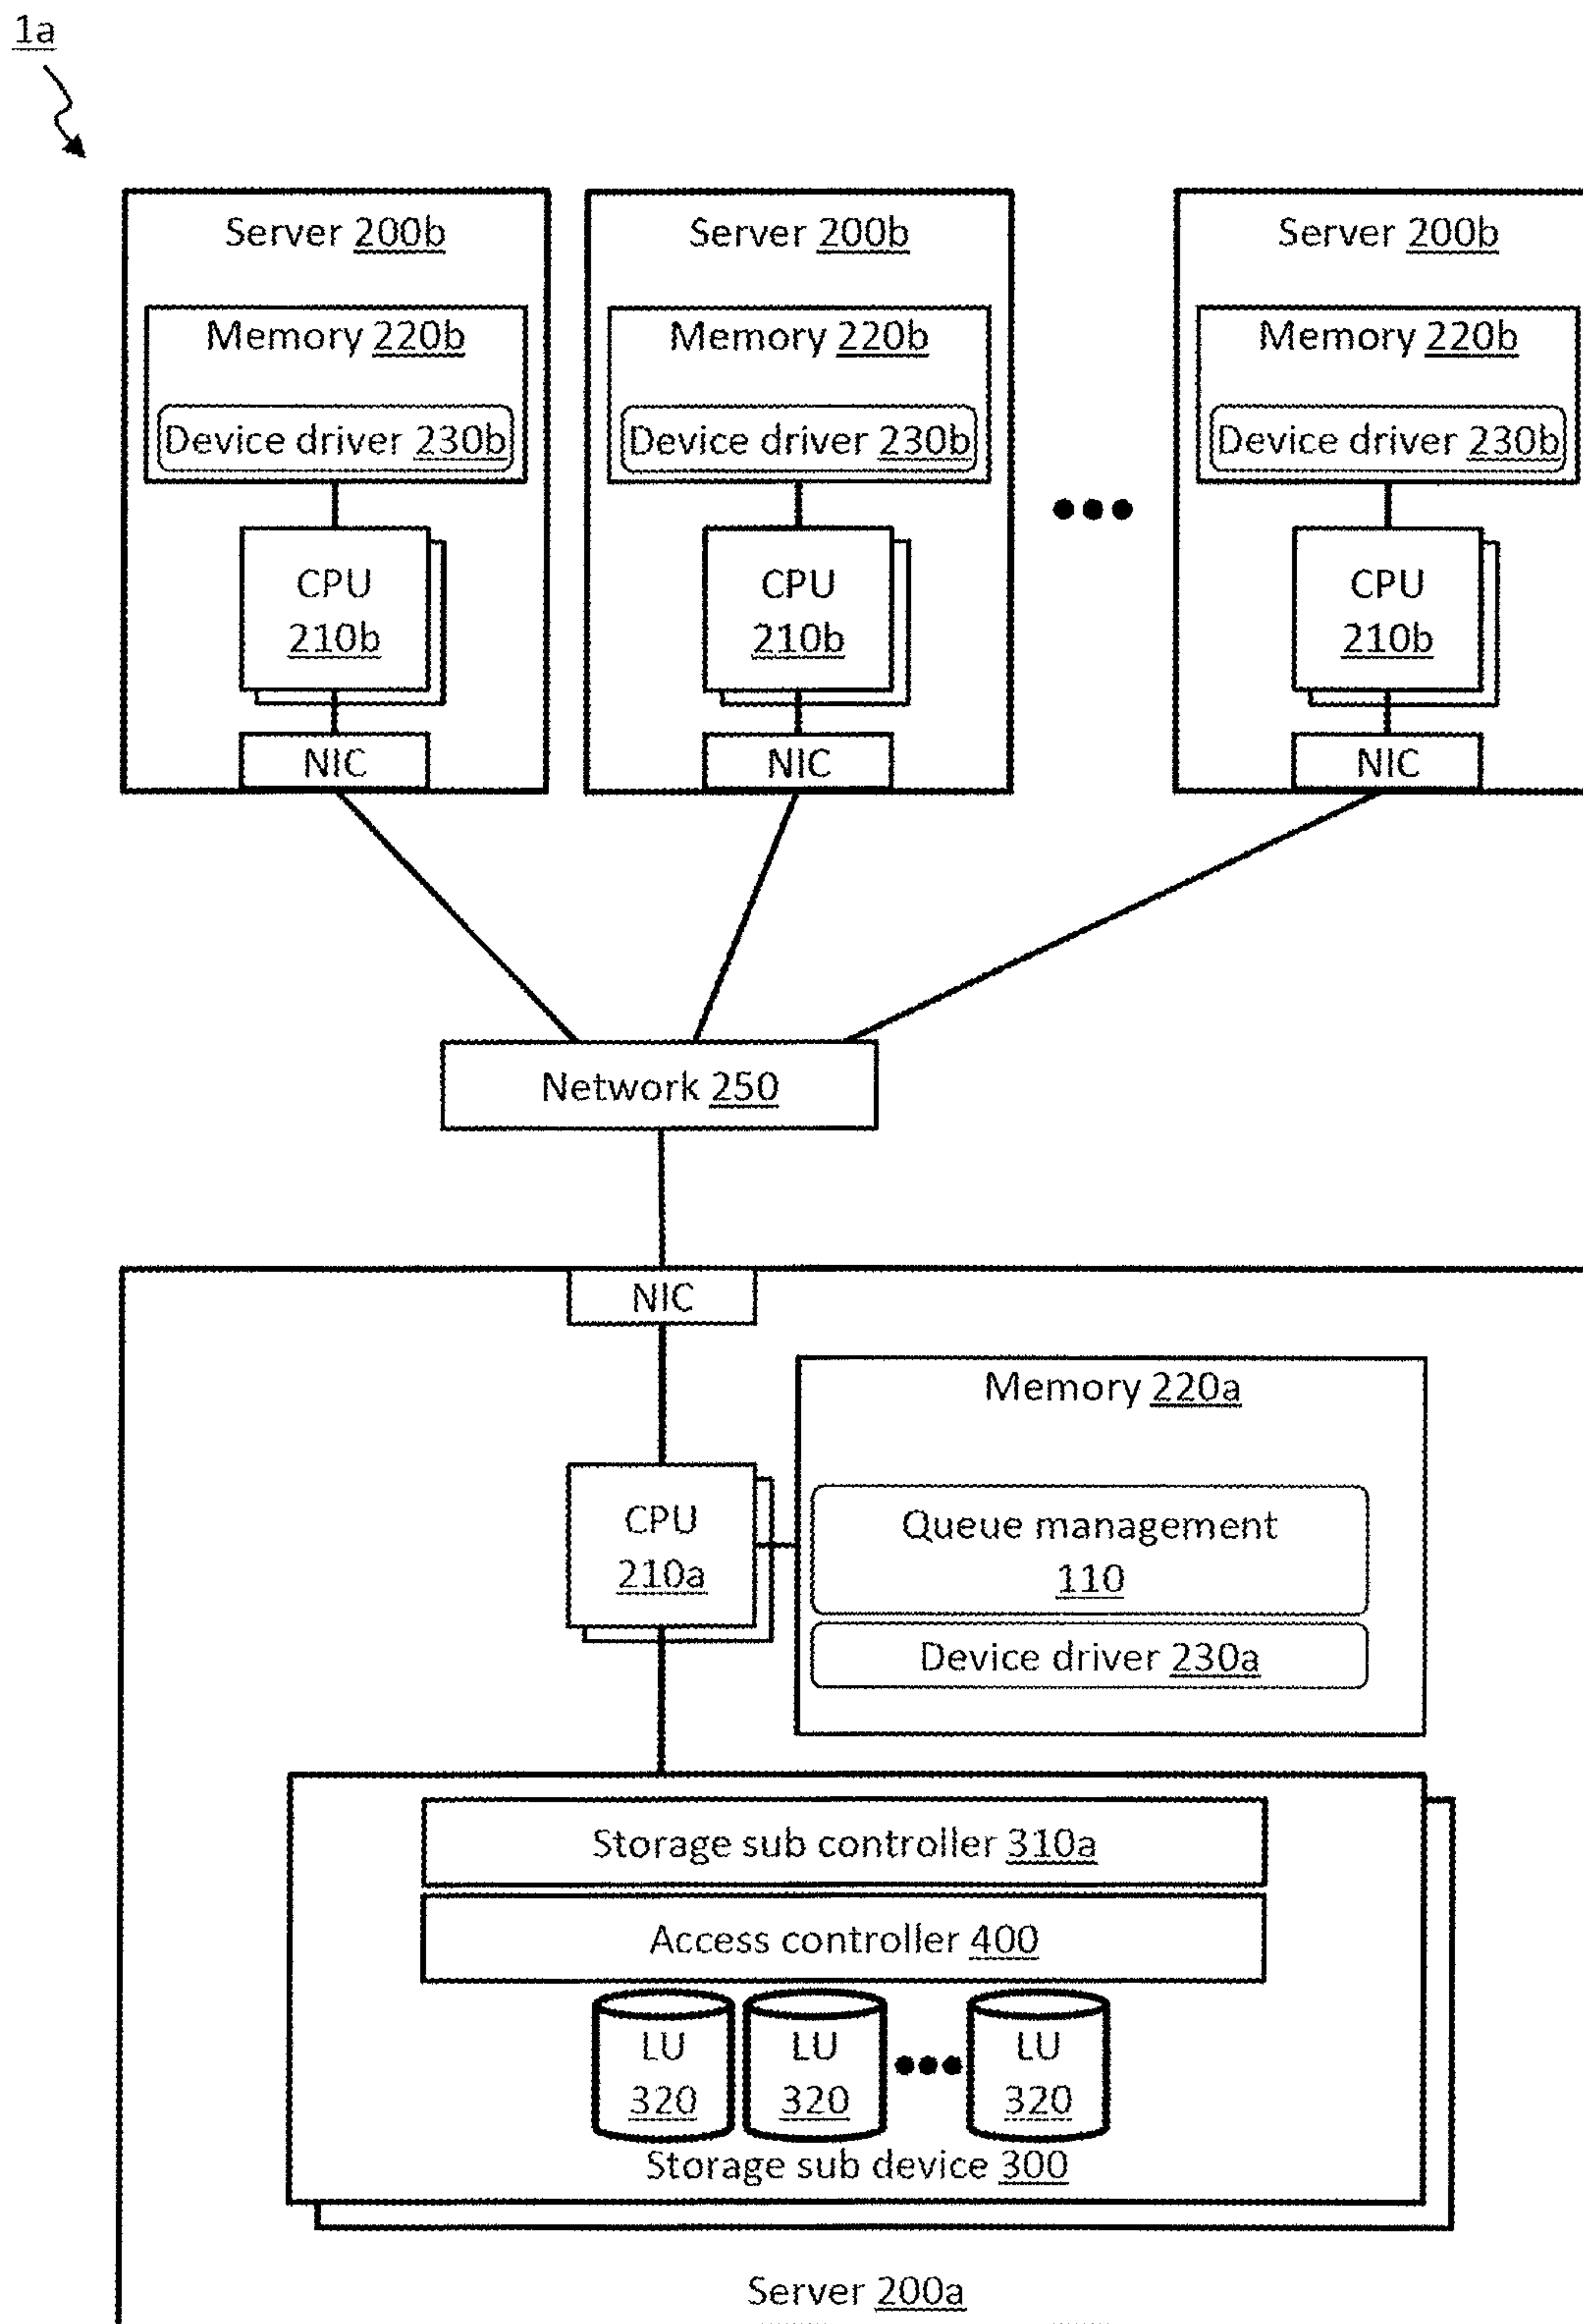 1a
Server 200b
Memory 220b
Device driver 230b
CPU
210b
NIC
Server 200b
Memory 220b
Device driver 230b
CPU
210b
NIC
Server 200b
Memory 220b
Device driver 230b
CPU
210b
NIC
Network 250
NIC
Memory 220a
CPU
210a
Queue management
110
Device driver 230a
Storage sub controller 310a
Access controller 400
LU
320
LU
320
LU
320
Storage sub device 300
Server 200a